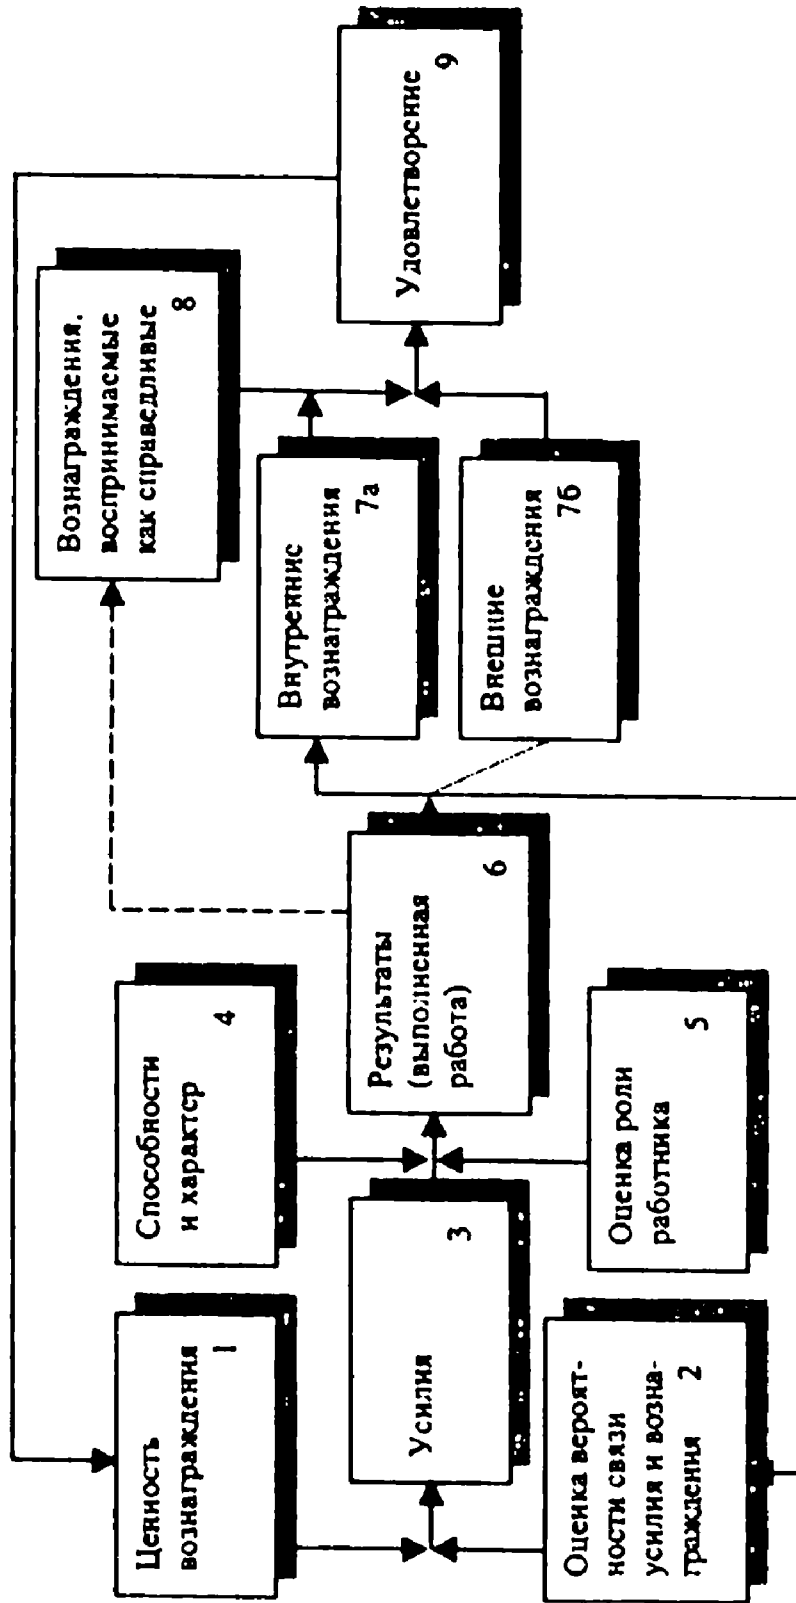 Ценность
вознаграждения
1
Способности
и характер
4
Вознаграждения,
воспринимаемые
как справедливые
8
Усилия
3
Результаты
(выполненная
работа)
6
Внутренние
вознаграждения
7а
Внешние
вознаграждения
7б
Удовлетворение
9
Оценка вероят-
ности связи
усилия и возна-
граждения
2
Оценка роли
работника
5